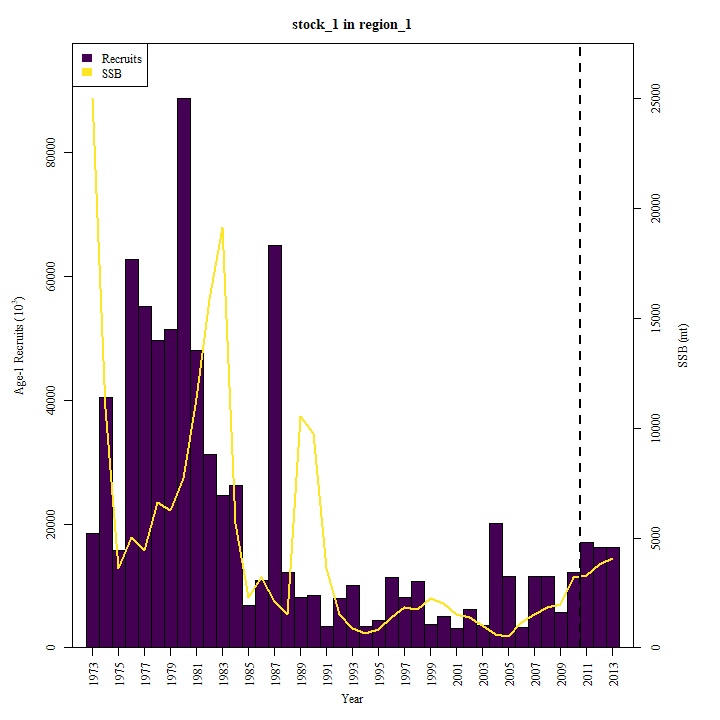 stock_1 in region_1
Recruits
SSB
Age-1 Recruits (10³)
0
20000
40000
60000
80000
SSB (mt)
0
5000
10000
15000
20000
25000
1973 1975 1977 1979 1981 1983 1985 1987 1989 1991 1993 1995 1997 1999 2001 2003 2005 2007 2009 2011 2013
Year